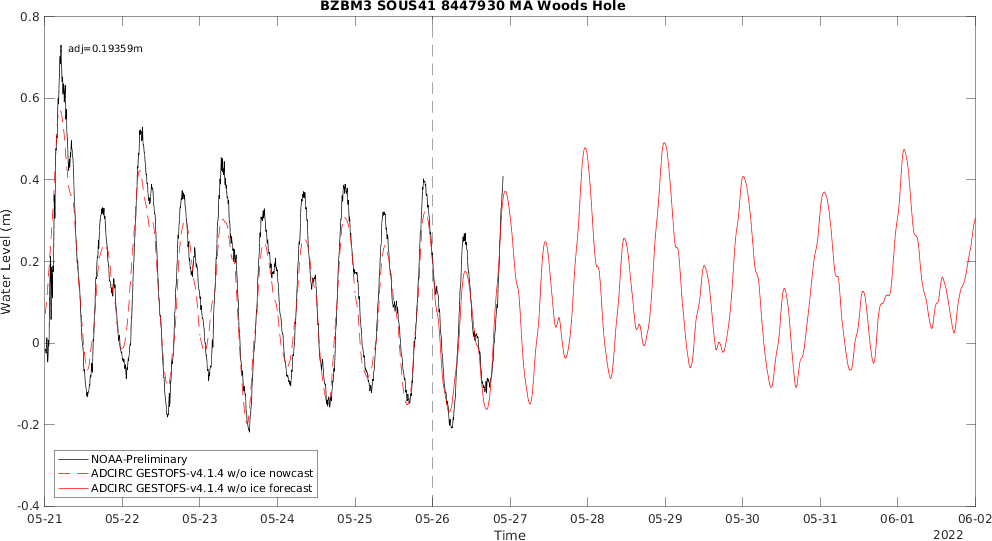 BZBM3 SOUS41 8447930 MA Woods Hole
adj=0.19359m
Water Level (m)
0.8
0.6
0.4
0.2
0
-0.2
-0.4
NOAA-Preliminary
ADCIRC GESTOFS-v4.1.4 w/o ice nowcast
ADCIRC GESTOFS-v4.1.4 w/o ice forecast
05-21 05-22 05-23 05-24 05-25 05-26 05-27 05-28 05-29 05-30 05-31 06-01 06-02
Time
2022